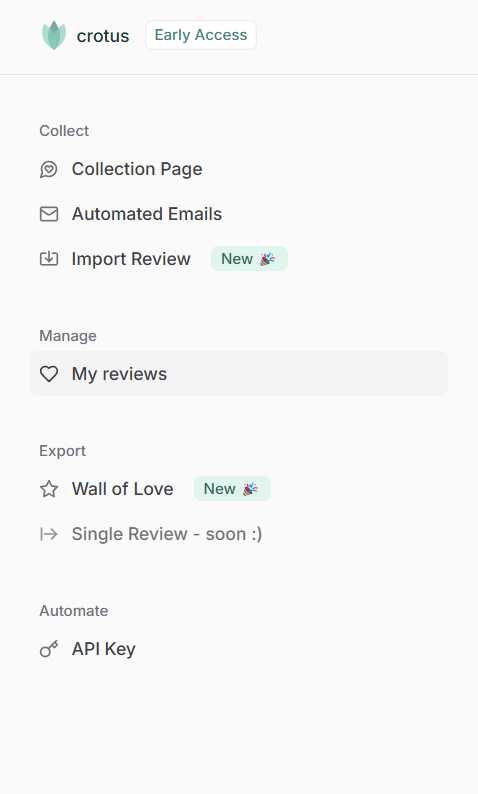 crotus Early Access
Collect
Collection Page
Automated Emails
Import Review New 🎉
Manage
My reviews
Export
Wall of Love New 🎉
Single Review - soon :)
Automate
API Key